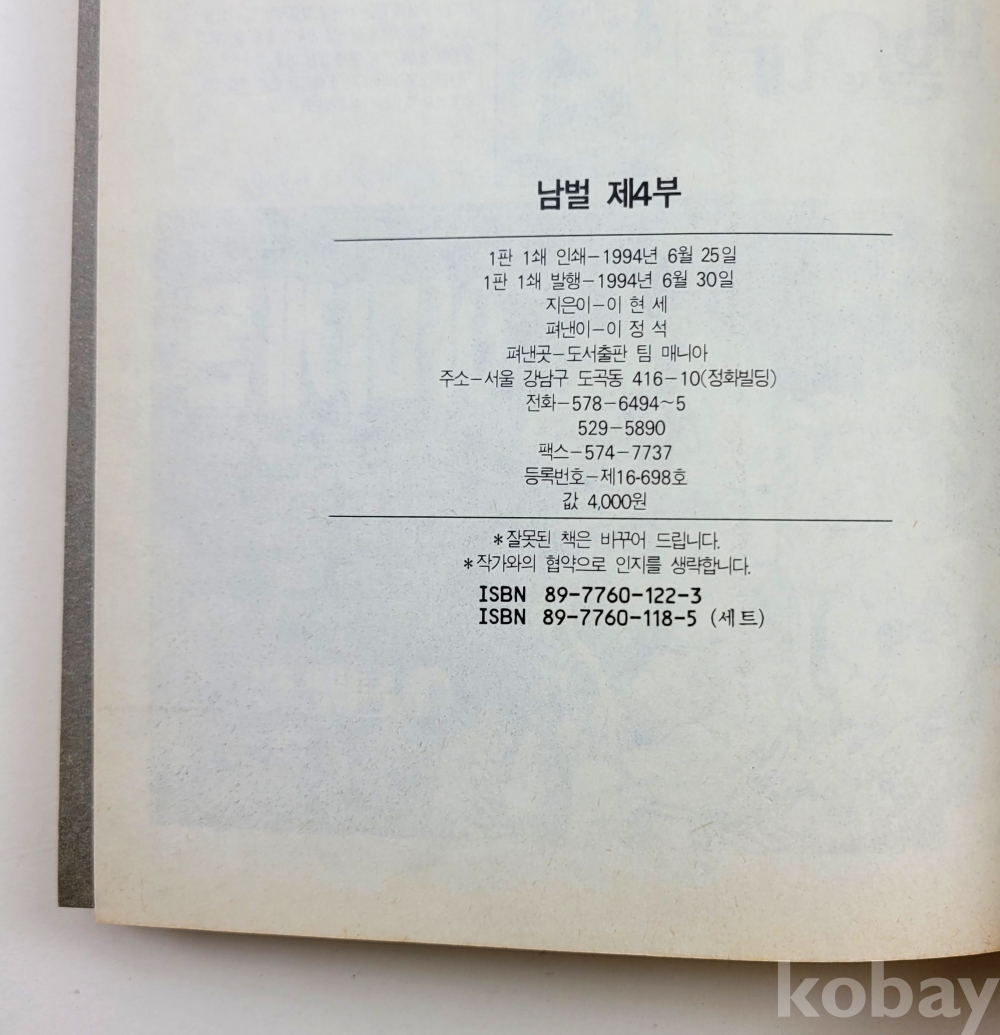 남벌 제4부
1판 1쇄 인쇄-1994년 6월 25일
1판 1쇄 발행-1994년 6월 30일
지은이-이 현 세
펴낸이-이 정 석
펴낸곳-도서출판 팀 매니아
주소-서울 강남구 도곡동 416-10(정화빌딩)
전화-578-6494~5
529-5890
팩스-574-7737
등록번호-제16-698호
값 4,000원
*잘못된 책은 바꾸어 드립니다.
*작가와의 협약으로 인지를 생략합니다.
ISBN 89-7760-122-3
ISBN 89-7760-118-5 (세트)
kobay